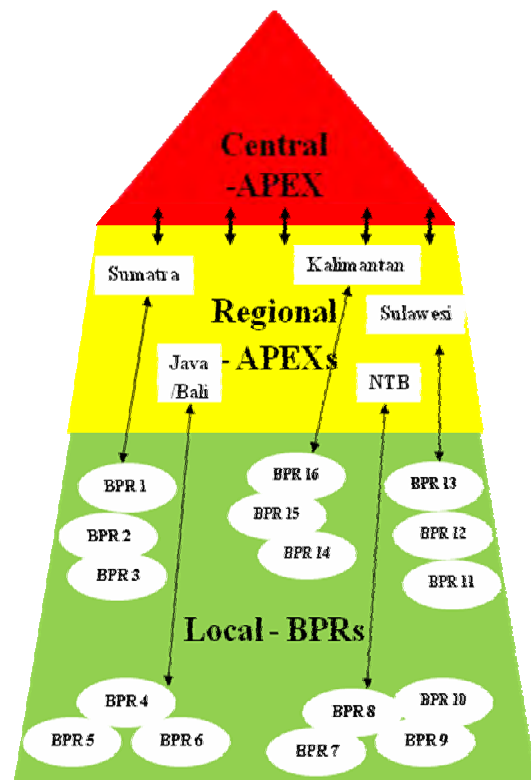 Central
-APEX
Sumatra
Kalimantan
Regional
- APEXs
Sulawesi
Java
/Bali
NTB
BPR 1
BPR 2
BPR 3
BPR 16
BPR 15
BPR 14
BPR 13
BPR 12
BPR 11
Local - BPRs
BPR 4
BPR 5
BPR 6
BPR 8
BPR 7
BPR 10
BPR 9